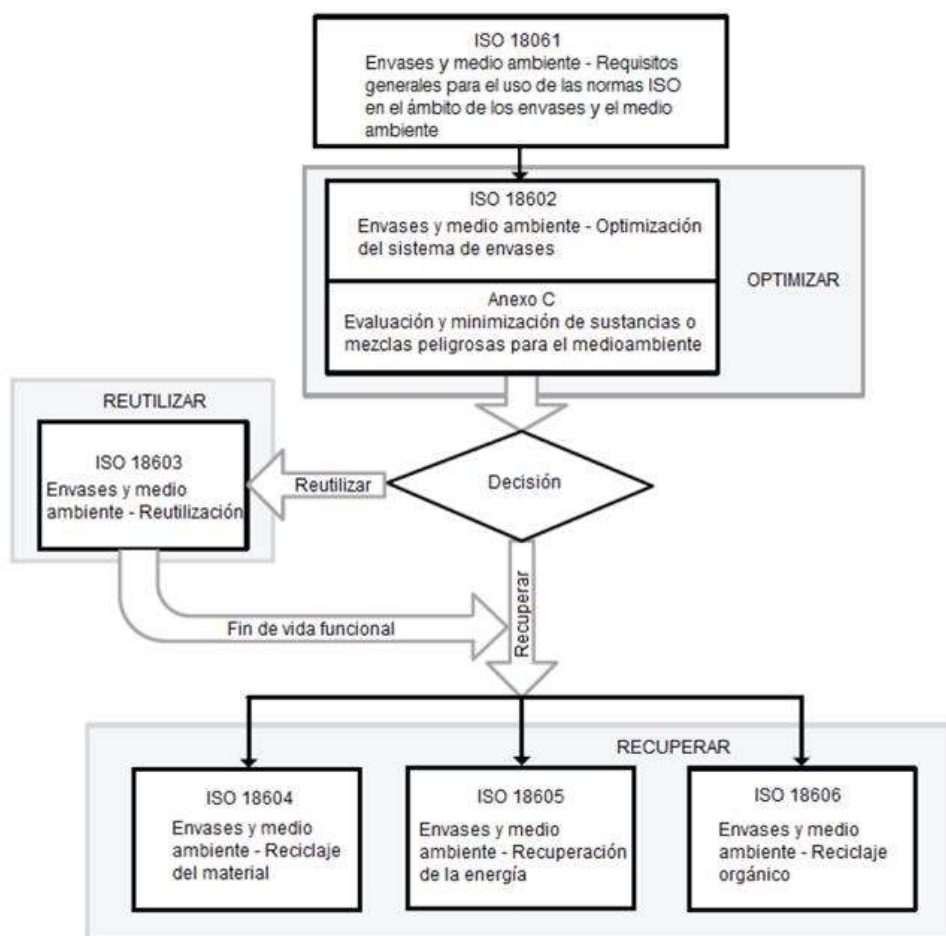 ISO 18061
Envases y medio ambiente - Requisitos
generales para el uso de las normas ISO
en el ámbito de los envases y el medio
ambiente
ISO 18602
Envases y medio ambiente - Optimización
del sistema de envases
OPTIMIZAR
Anexo C
Evaluación y minimización de sustancias o
mezclas peligrosas para el medioambiente
REUTILIZAR
ISO 18603
Envases y medio
ambiente - Reutilización
Reutilizar
Decisión
Recuperar
Fin de vida funcional
RECUPERAR
ISO 18604
Envases y medio
ambiente - Reciclaje
del material
ISO 18605
Envases y medio
ambiente - Recuperación
de la energía
ISO 18606
Envases y medio
ambiente - Reciclaje
orgánico